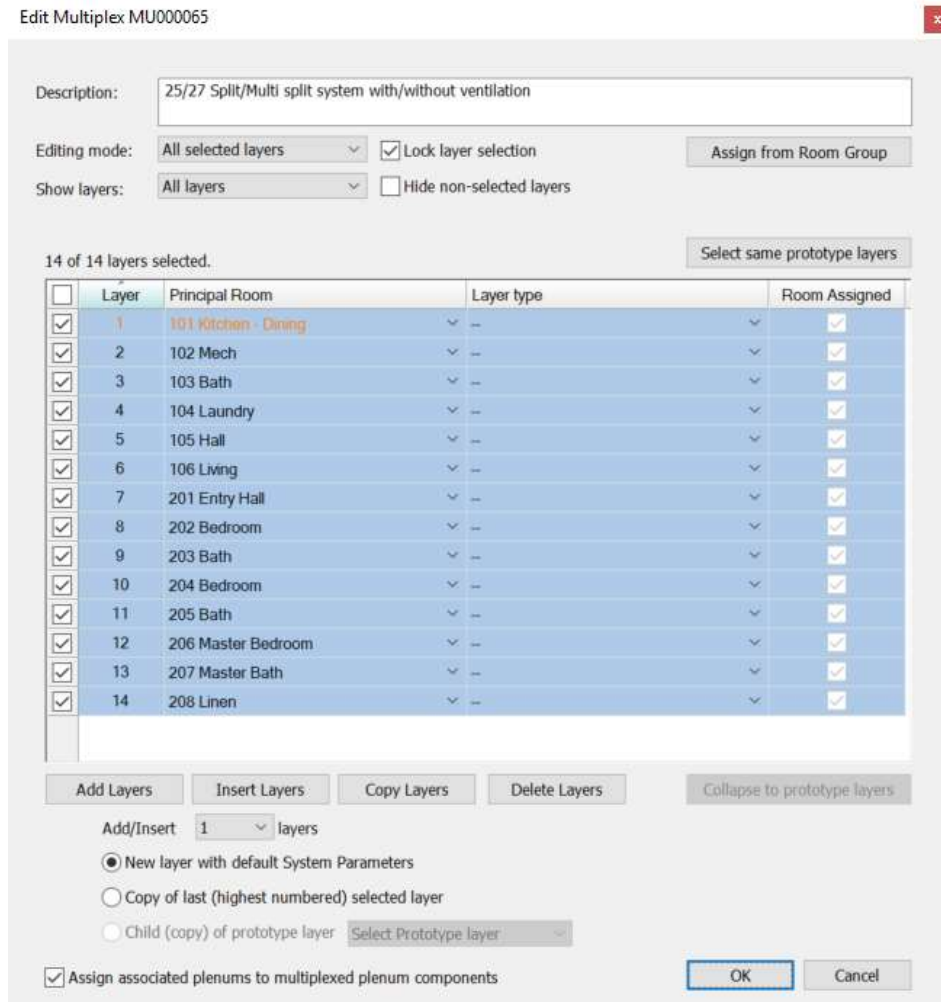 Edit Multiplex MU000065
x
Description: 25/27 Split/Multi split system with/without ventilation
Editing mode: All selected layers Lock layer selection Assign from Room Group
Show layers: All layers Hide non-selected layers
14 of 14 layers selected. Select same prototype layers
Layer Principal Room Layer type Room Assigned
1 101 Kitchen - Dining --
2 102 Mech --
3 103 Bath --
4 104 Laundry --
5 105 Hall --
6 106 Living --
7 201 Entry Hall --
8 202 Bedroom --
9 203 Bath --
10 204 Bedroom --
11 205 Bath --
12 206 Master Bedroom --
13 207 Master Bath --
14 208 Linen --
Add Layers Insert Layers Copy Layers Delete Layers Collapse to prototype layers
Add/Insert 1 layers
New layer with default System Parameters
Copy of last (highest numbered) selected layer
Child (copy) of prototype layer Select Prototype layer
Assign associated plenums to multiplexed plenum components OK Cancel